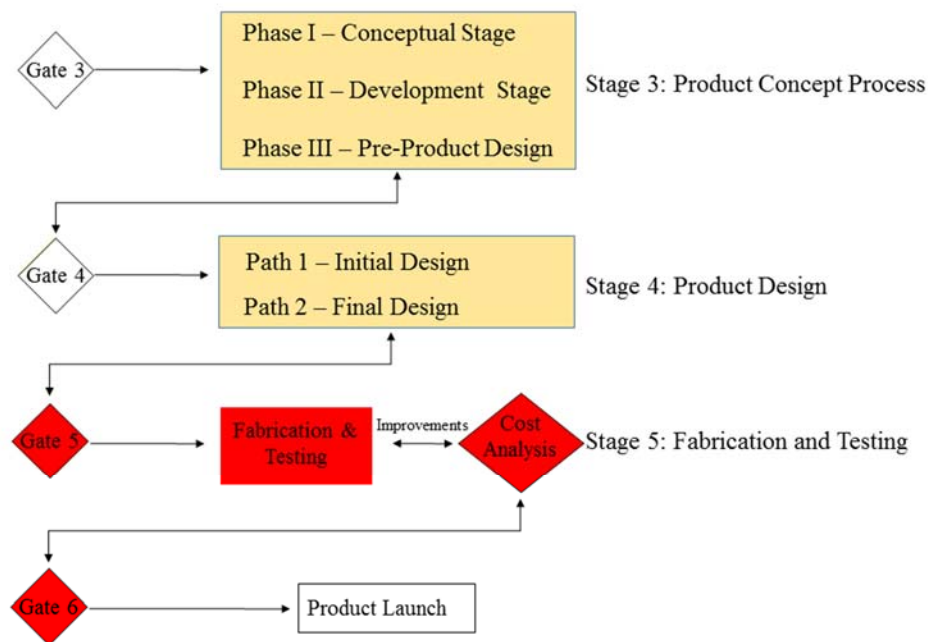 Gate 3
Phase I – Conceptual Stage
Phase II – Development Stage
Phase III – Pre-Product Design
Stage 3: Product Concept Process
Gate 4
Path 1 – Initial Design
Path 2 – Final Design
Stage 4: Product Design
Gate 5
Fabrication &
Testing
Improvements
Cost
Analysis
Stage 5: Fabrication and Testing
Gate 6
Product Launch